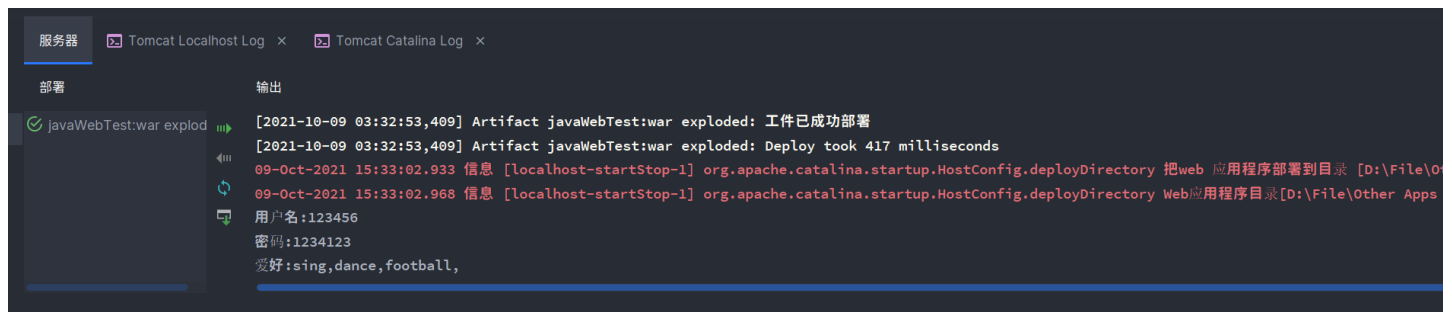 服务器 Tomcat Localhost Log × Tomcat Catalina Log ×
部署 输出
javaWebTest:war explod
[2021-10-09 03:32:53,409] Artifact javaWebTest:war exploded: 工件已成功部署
[2021-10-09 03:32:53,409] Artifact javaWebTest:war exploded: Deploy took 417 milliseconds
09-Oct-2021 15:33:02.933 信息 [localhost-startStop-1] org.apache.catalina.startup.HostConfig.deployDirectory 把web 应用程序部署到目录 [D:\File\Ot
09-Oct-2021 15:33:02.968 信息 [localhost-startStop-1] org.apache.catalina.startup.HostConfig.deployDirectory Web应用程序目录[D:\File\Other Apps
用户名:123456
密码:1234123
爱好:sing,dance,football,